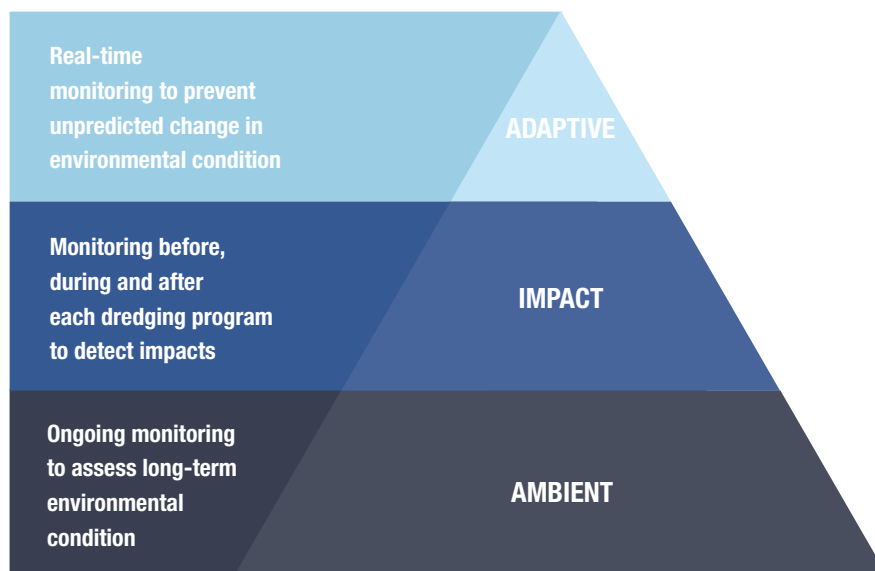 Real-time
monitoring to prevent
unpredicted change in
environmental condition
ADAPTIVE
Monitoring before,
during and after
each dredging program
to detect impacts
IMPACT
Ongoing monitoring
to assess long-term
environmental
condition
AMBIENT